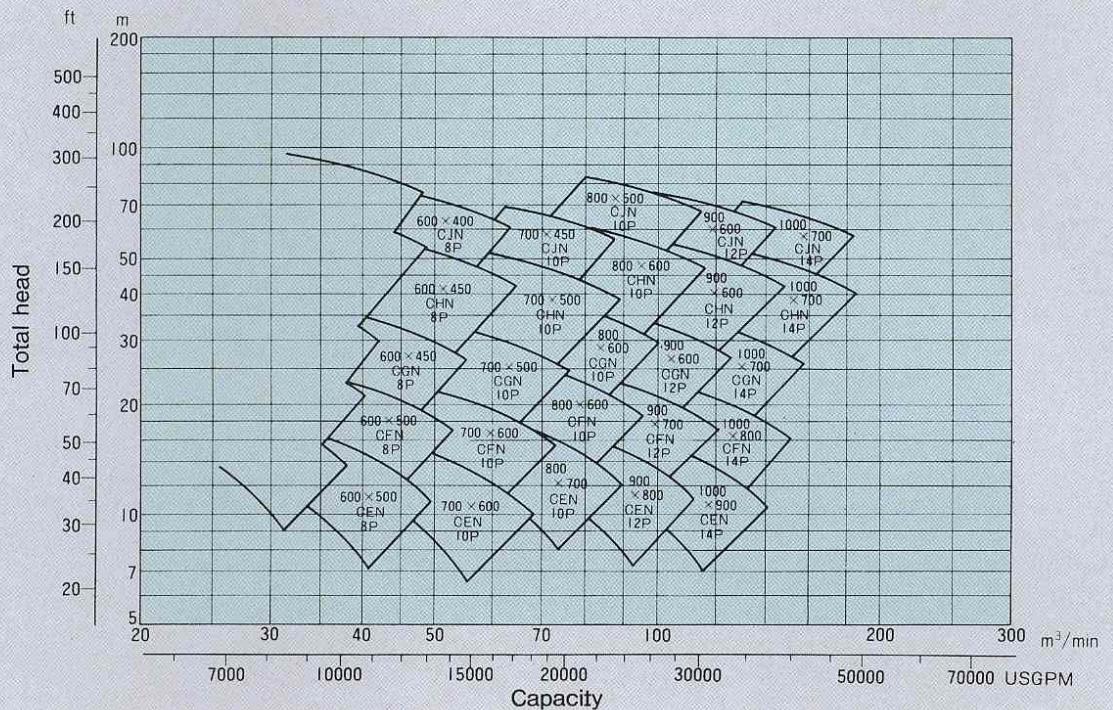 ft m
200
500
400
300
200
150
100
70
50
40
30
20
100
70
50
40
30
20
10
7
5
Total head
800 × 500
CJN
10P
900
× 600
CJN
12P
1000
× 700
CJN
14P
600 × 400
CJN
8P
700 × 450
CJN
10P
800 × 600
CHN
10P
900
× 600
CHN
12P
1000
× 700
CHN
14P
600 × 450
CHN
8P
700 × 500
CHN
10P
800
× 600
CGN
10P
900
× 600
CGN
12P
1000
× 700
CGN
14P
600 × 450
CGN
8P
700 × 500
CGN
10P
800 × 600
CFN
10P
900
× 700
CFN
12P
1000
× 800
CFN
14P
600 × 500
CFN
8P
700 × 600
CFN
10P
800
× 700
CEN
10P
900
× 800
CEN
12P
1000
× 900
CEN
14P
600 × 500
CEN
8P
700 × 600
CEN
10P
20 30 40 50 70 100 200 300 m³/min
7000 10000 15000 20000 30000 50000 70000 USGPM
Capacity